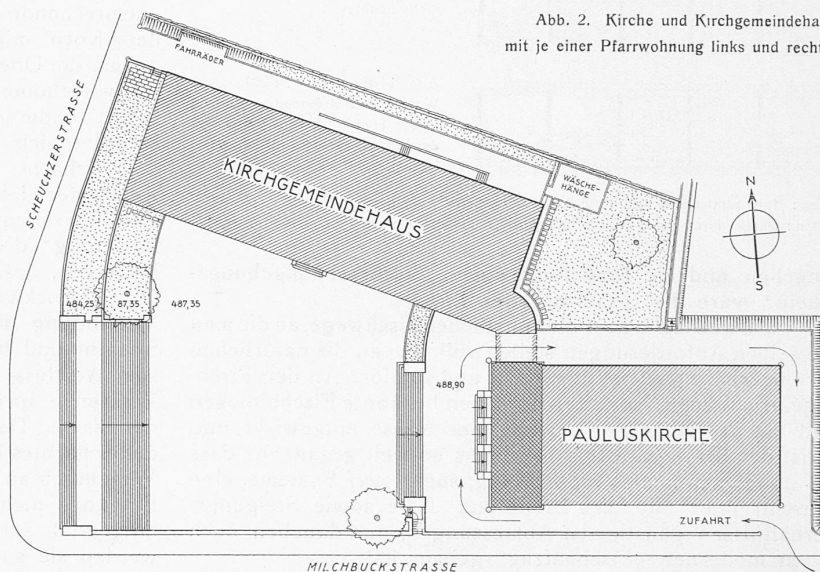 Abb. 2. Kirche und Kirchgemeindeha
mit je einer Pfarrwohnung links und recht
FAHRRÄDER
SCHEUCHZERSTRASSE
KIRCHGEMEINDEHAUS
WÄSCHE-
HÄNGE
N
S
484,25
87,35
487,35
488,90
PAULUSKIRCHE
ZUFAHRT
MILCHBUCKSTRASSE